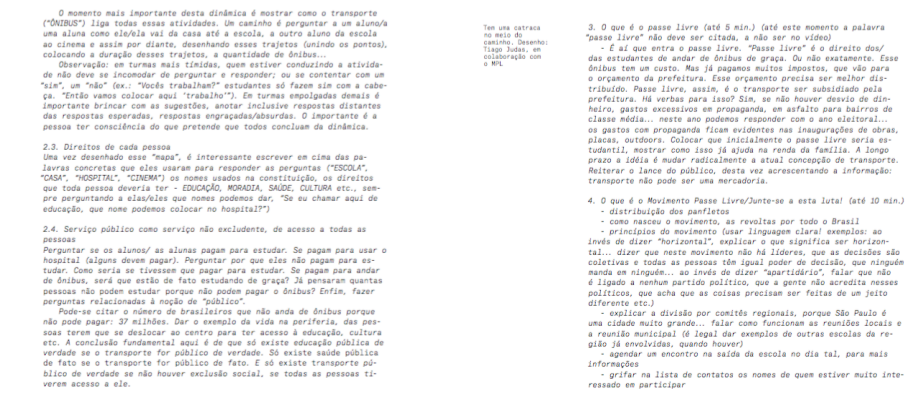 O momento mais importante desta dinâmica é mostrar como o transporte
("ÔNIBUS") liga todas essas atividades. Um caminho é perguntar a um aluno/a
uma aluna como ele/ela vai da casa até a escola, a outro aluno da escola
ao cinema e assim por diante, desenhando esses trajetos (unindo os pontos),
colocando a duração desses trajetos, a quantidade de ônibus...
Observação: em turmas mais tímidas, quem estiver conduzindo a ativida-
de não deve se incomodar de perguntar e responder; ou se contentar com um
"sim", um "não" (ex.: "Vocês trabalham?" estudantes só fazem sim com a cabe-
ça. "Então vamos colocar aqui 'trabalho'"). Em turmas empolgadas demais é
importante brincar com as sugestões, anotar inclusive respostas distantes
das respostas esperadas, respostas engraçadas/absurdas. O importante é a
pessoa ter consciência do que pretende que todos concluam da dinâmica.
2.3. Direitos de cada pessoa
Uma vez desenhado esse "mapa", é interessante escrever em cima das pa-
lavras concretas que eles usaram para responder as perguntas ("ESCOLA",
"CASA", "HOSPITAL", "CINEMA") os nomes usados na constituição, os direitos
que toda pessoa deveria ter - EDUCAÇÃO, MORADIA, SAÚDE, CULTURA etc., sem-
pre perguntando a elas/eles que nomes podemos dar, "Se eu chamar aqui de
educação, que nome podemos colocar no hospital?")
2.4. Serviço público como serviço não excludente, de acesso a todas as
pessoas
Perguntar se os alunos/ as alunas pagam para estudar. Se pagam para usar o
hospital (alguns devem pagar). Perguntar por que eles não pagam para es-
tudar. Como seria se tivessem que pagar para estudar. Se pagam para andar
de ônibus, será que estão de fato estudando de graça? Já pensaram quantas
pessoas não podem estudar porque não podem pagar o ônibus? Enfim, fazer
perguntas relacionadas à noção de "público".
Pode-se citar o número de brasileiros que não anda de ônibus porque
não pode pagar: 37 milhões. Dar o exemplo da vida na periferia, das pes-
soas terem que se deslocar ao centro para ter acesso à educação, cultura
etc. A conclusão fundamental aqui é de que só existe educação pública de
verdade se o transporte for público de verdade. Só existe saúde pública
de fato se o transporte for público de fato. E só existe transporte pú-
blico de verdade se não houver exclusão social, se todas as pessoas ti-
verem acesso a ele.
Tem uma catraca
no meio do
caminho. Desenho:
Tiago Judas, em
colaboração com
o MPL
3. O que é o passe livre (até 5 min.) (até este momento a palavra
"passe livre" não deve ser citada, a não ser no vídeo)
- É aí que entra o passe livre. "Passe livre" é o direito dos/
das estudantes de andar de ônibus de graça. Ou não exatamente. Esse
ônibus tem um custo. Mas já pagamos muitos impostos, que vão para
o orçamento da prefeitura. Esse orçamento precisa ser melhor dis-
tribuído. Passe livre, assim, é o transporte ser subsidiado pela
prefeitura. Há verbas para isso? Sim, se não houver desvio de din-
heiro, gastos excessivos em propaganda, em asfalto para bairros de
classe média... neste ano podemos responder com o ano eleitoral...
os gastos com propaganda ficam evidentes nas inaugurações de obras,
placas, outdoors. Colocar que inicialmente o passe livre seria es-
tudantil, mostrar como isso já ajuda na renda da família. A longo
prazo a idéia é mudar radicalmente a atual concepção de transporte.
Reiterar o lance do público, desta vez acrescentando a informação:
transporte não pode ser uma mercadoria.
4. O que é o Movimento Passe Livre/Junte-se a esta luta! (até 10 min.)
- distribuição dos panfletos
- como nasceu o movimento, as revoltas por todo o Brasil
- princípios do movimento (usar linguagem clara! exemplos: ao
invés de dizer "horizontal", explicar o que significa ser horizon-
tal... dizer que neste movimento não há líderes, que as decisões são
coletivas e todas as pessoas têm igual poder de decisão, que ninguém
manda em ninguém... ao invés de dizer "apartidário", falar que não
é ligado a nenhum partido político, que a gente não acredita nesses
políticos, que acha que as coisas precisam ser feitas de um jeito
diferente etc.)
- explicar a divisão por comitês regionais, porque São Paulo é
uma cidade muito grande... falar como funcionam as reuniões locais e
a reunião municipal (é legal dar exemplos de outras escolas da re-
gião já envolvidas, quando houver)
- agendar um encontro na saída da escola no dia tal, para mais
informações
- grifar na lista de contatos os nomes de quem estiver muito inte-
ressado em participar